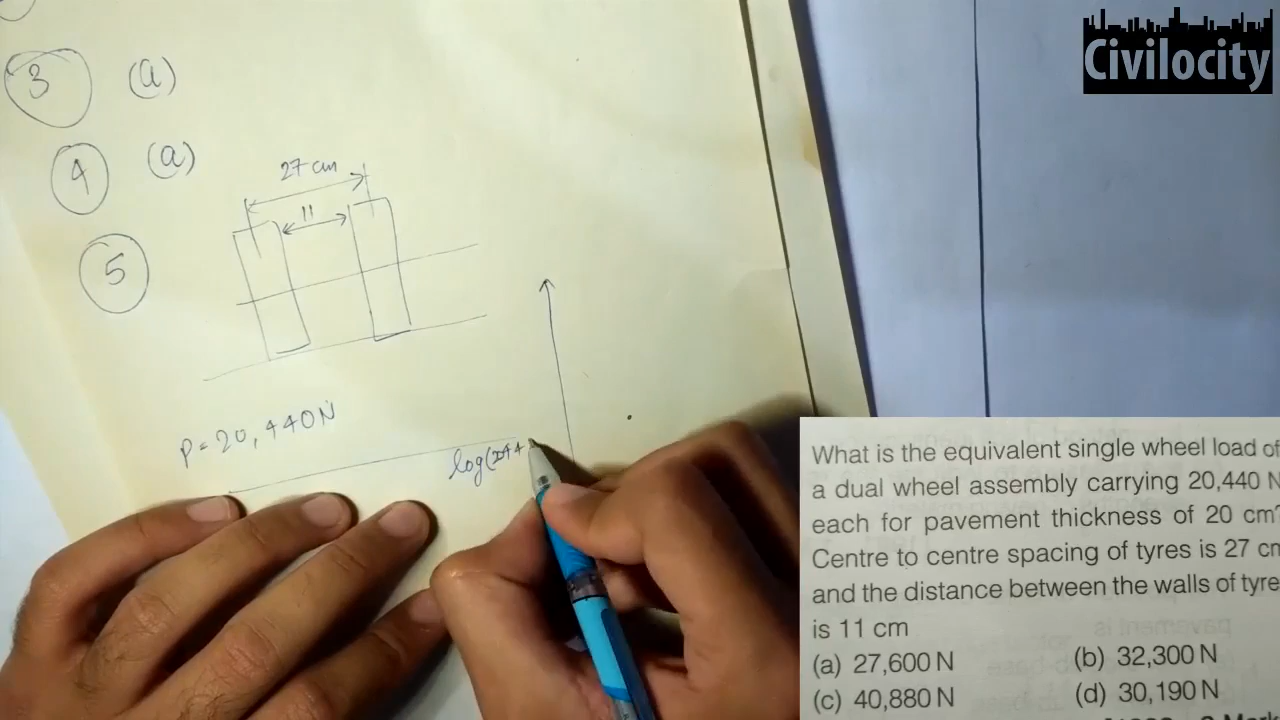 Civilocity
3 (a)
4 (a)
27 cm
11
5
P = 20,440N
log(2044
What is the equivalent single wheel load of
a dual wheel assembly carrying 20,440 N
each for pavement thickness of 20 cm?
Centre to centre spacing of tyres is 27 cm
and the distance between the walls of tyre
is 11 cm
(a) 27,600 N (b) 32,300 N
(c) 40,880 N (d) 30,190 N